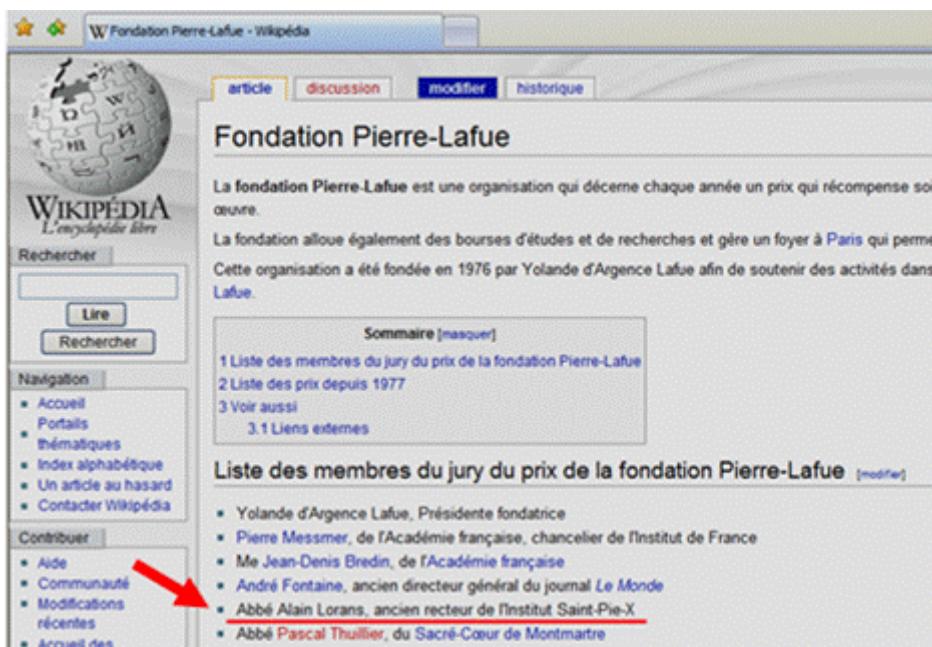 Fondation Pierre-Lafue - Wikipédia
article discussion modifier historique
Fondation Pierre-Lafue
La fondation Pierre-Lafue est une organisation qui décerne chaque année un prix qui récompense soi
œuvre.
La fondation alloue également des bourses d'études et de recherches et gère un foyer à Paris qui perme
Cette organisation a été fondée en 1976 par Yolande d'Argence Lafue afin de soutenir des activités dans
Lafue.
Sommaire [masquer]
1 Liste des membres du jury du prix de la fondation Pierre-Lafue
2 Liste des prix depuis 1977
3 Voir aussi
3.1 Liens externes
Liste des membres du jury du prix de la fondation Pierre-Lafue [modifier]
Yolande d'Argence Lafue, Présidente fondatrice
Pierre Messmer, de l'Académie française, chancelier de l'Institut de France
Me Jean-Denis Bredin, de l'Académie française
André Fontaine, ancien directeur général du journal Le Monde
Abbé Alain Lorans, ancien recteur de l'Institut Saint-Pie-X
Abbé Pascal Thuillier, du Sacré-Cœur de Montmartre
WIKIPÉDIA
L'encyclopédie libre
Rechercher
Lire
Rechercher
Navigation
Accueil
Portails
thématiques
Index alphabétique
Un article au hasard
Contacter Wikipédia
Contribuer
Aide
Communauté
Modifications
récentes
Accueil des